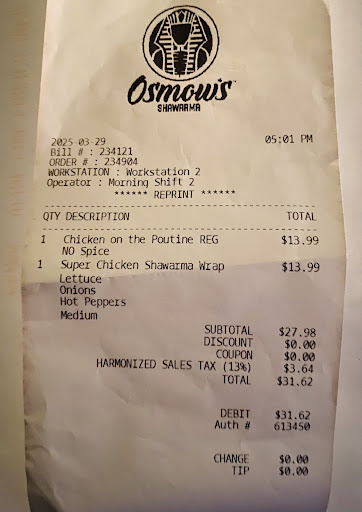 Osmow's
SHAWARMA
2025-03-29 05:01 PM
Bill # : 234121
ORDER # : 234904
WORKSTATION : Workstation 2
Operator : Morning Shift 2
****** REPRINT ******
QTY DESCRIPTION TOTAL
1 Chicken on the Poutine REG $13.99
NO Spice
1 Super Chicken Shawarma Wrap $13.99
Lettuce
Onions
Hot Peppers
Medium
SUBTOTAL $27.98
DISCOUNT $0.00
COUPON $0.00
HARMONIZED SALES TAX (13%) $3.64
TOTAL $31.62
DEBIT $31.62
Auth # 613450
CHANGE $0.00
TIP $0.00